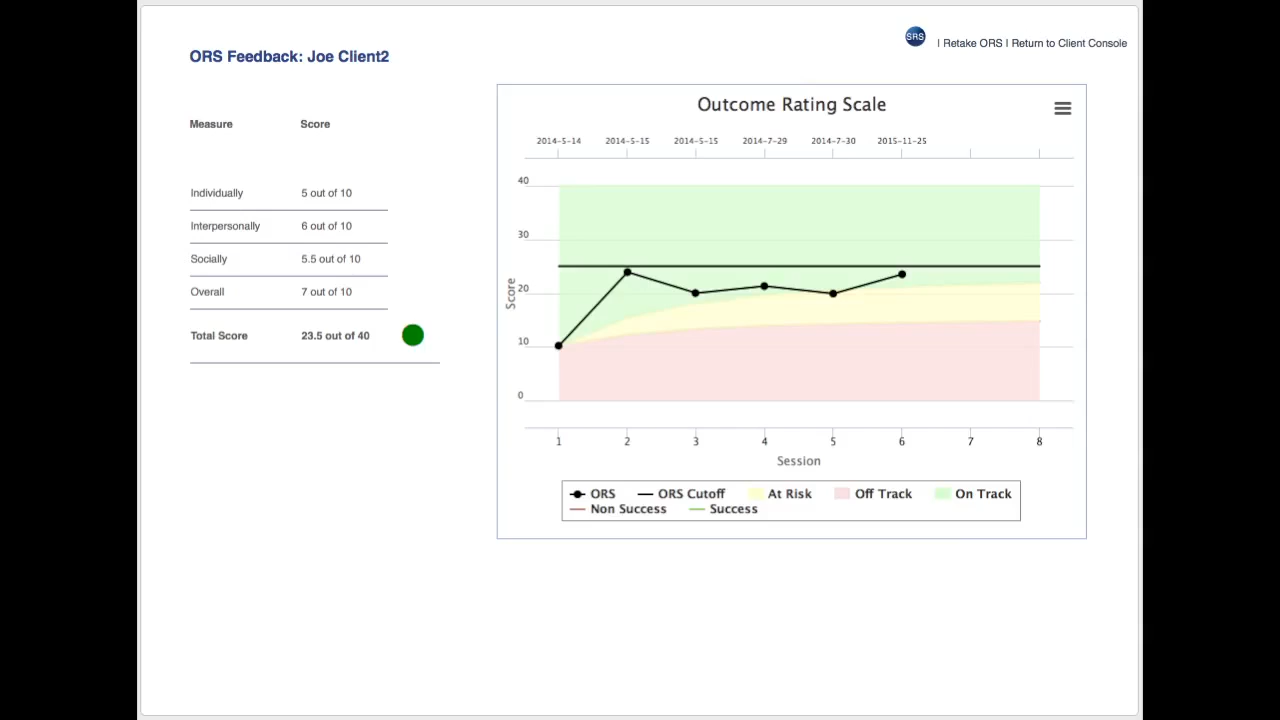 SRS
| Retake ORS | Return to Client Console
ORS Feedback: Joe Client2
Measure Score
Individually 5 out of 10
Interpersonally 6 out of 10
Socially 5.5 out of 10
Overall 7 out of 10
Total Score 23.5 out of 40
Outcome Rating Scale
2014-5-14 2014-5-15 2014-5-15 2014-7-29 2014-7-30 2015-11-25
40
30
20
10
0
Score
1 2 3 4 5 6 7 8
Session
ORS ORS Cutoff At Risk Off Track On Track
Non Success Success